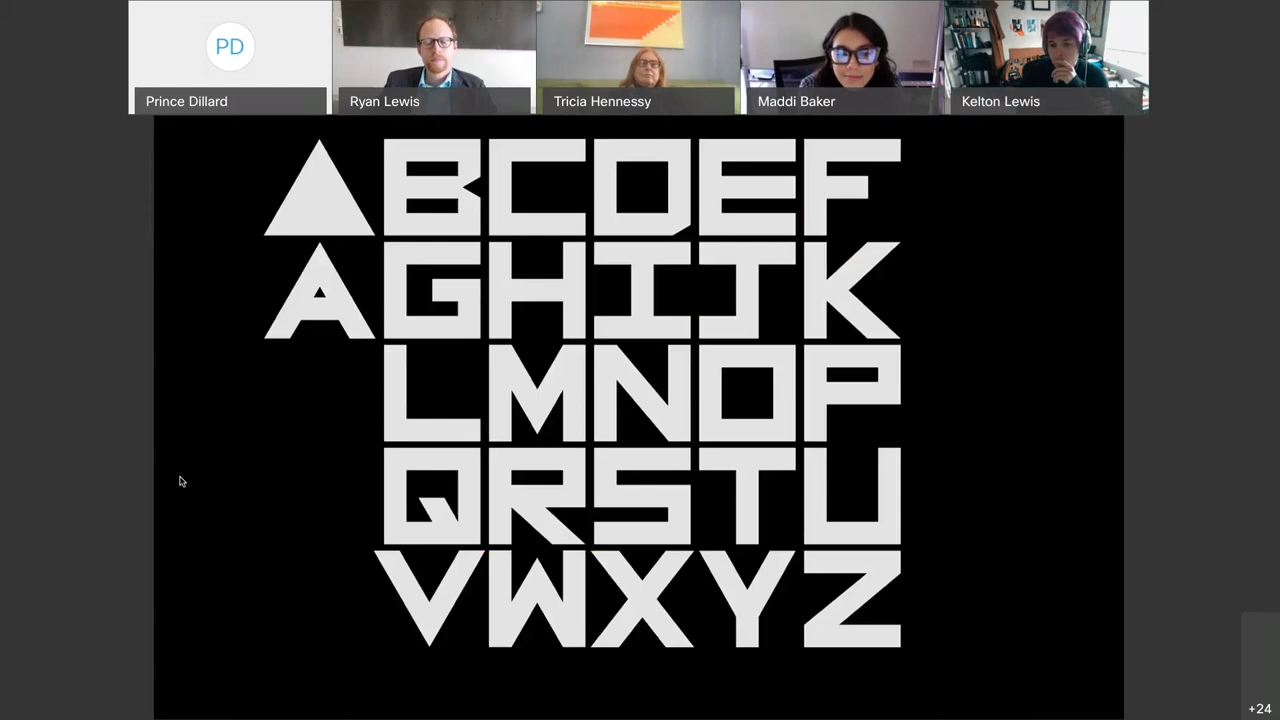 PD
Prince Dillard
Ryan Lewis
Tricia Hennessy
Maddi Baker
Kelton Lewis
ABCDEF
AGHIJK
LMNOP
QRSTU
VWXYZ
+24